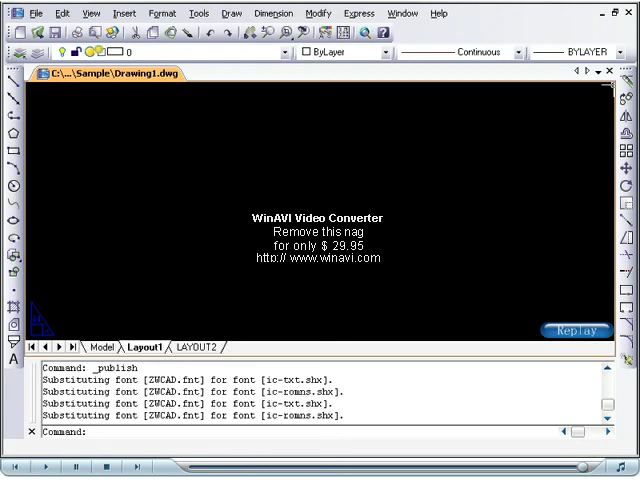 File Edit View Insert Format Tools Draw Dimension Modify Express Window Help
0 ByLayer Continuous BYLAYER
C:\...\Sample\Drawing1.dwg
WinAVI Video Converter
Remove this nag
for only $ 29.95
http:// www.winavi.com
Replay
Model Layout1 LAYOUT2
Command: _publish
Substituting font [ZWCAD.fnt] for font [ic-txt.shx].
Substituting font [ZWCAD.fnt] for font [ic-romns.shx].
Substituting font [ZWCAD.fnt] for font [ic-txt.shx].
Substituting font [ZWCAD.fnt] for font [ic-romns.shx].
Command: